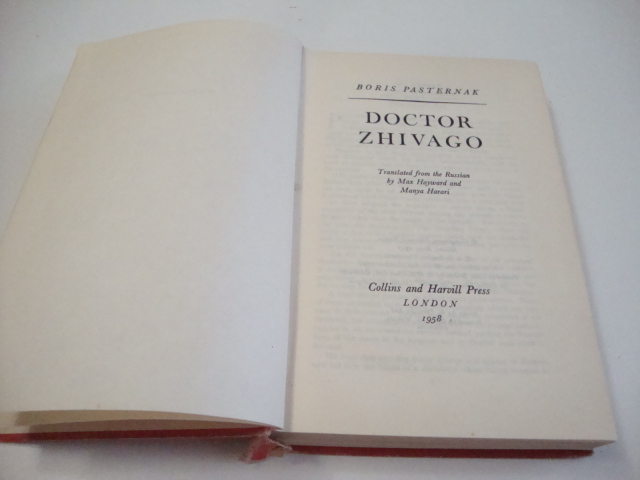 BORIS PASTERNAK
DOCTOR
ZHIVAGO
Translated from the Russian
by Max Hayward and
Manya Harari
Collins and Harvill Press
LONDON
1958